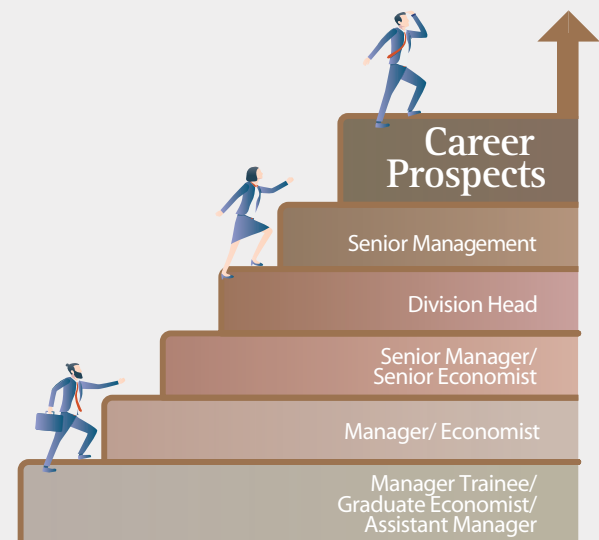 Career
Prospects
Senior Management
Division Head
Senior Manager/
Senior Economist
Manager/ Economist
Manager Trainee/
Graduate Economist/
Assistant Manager